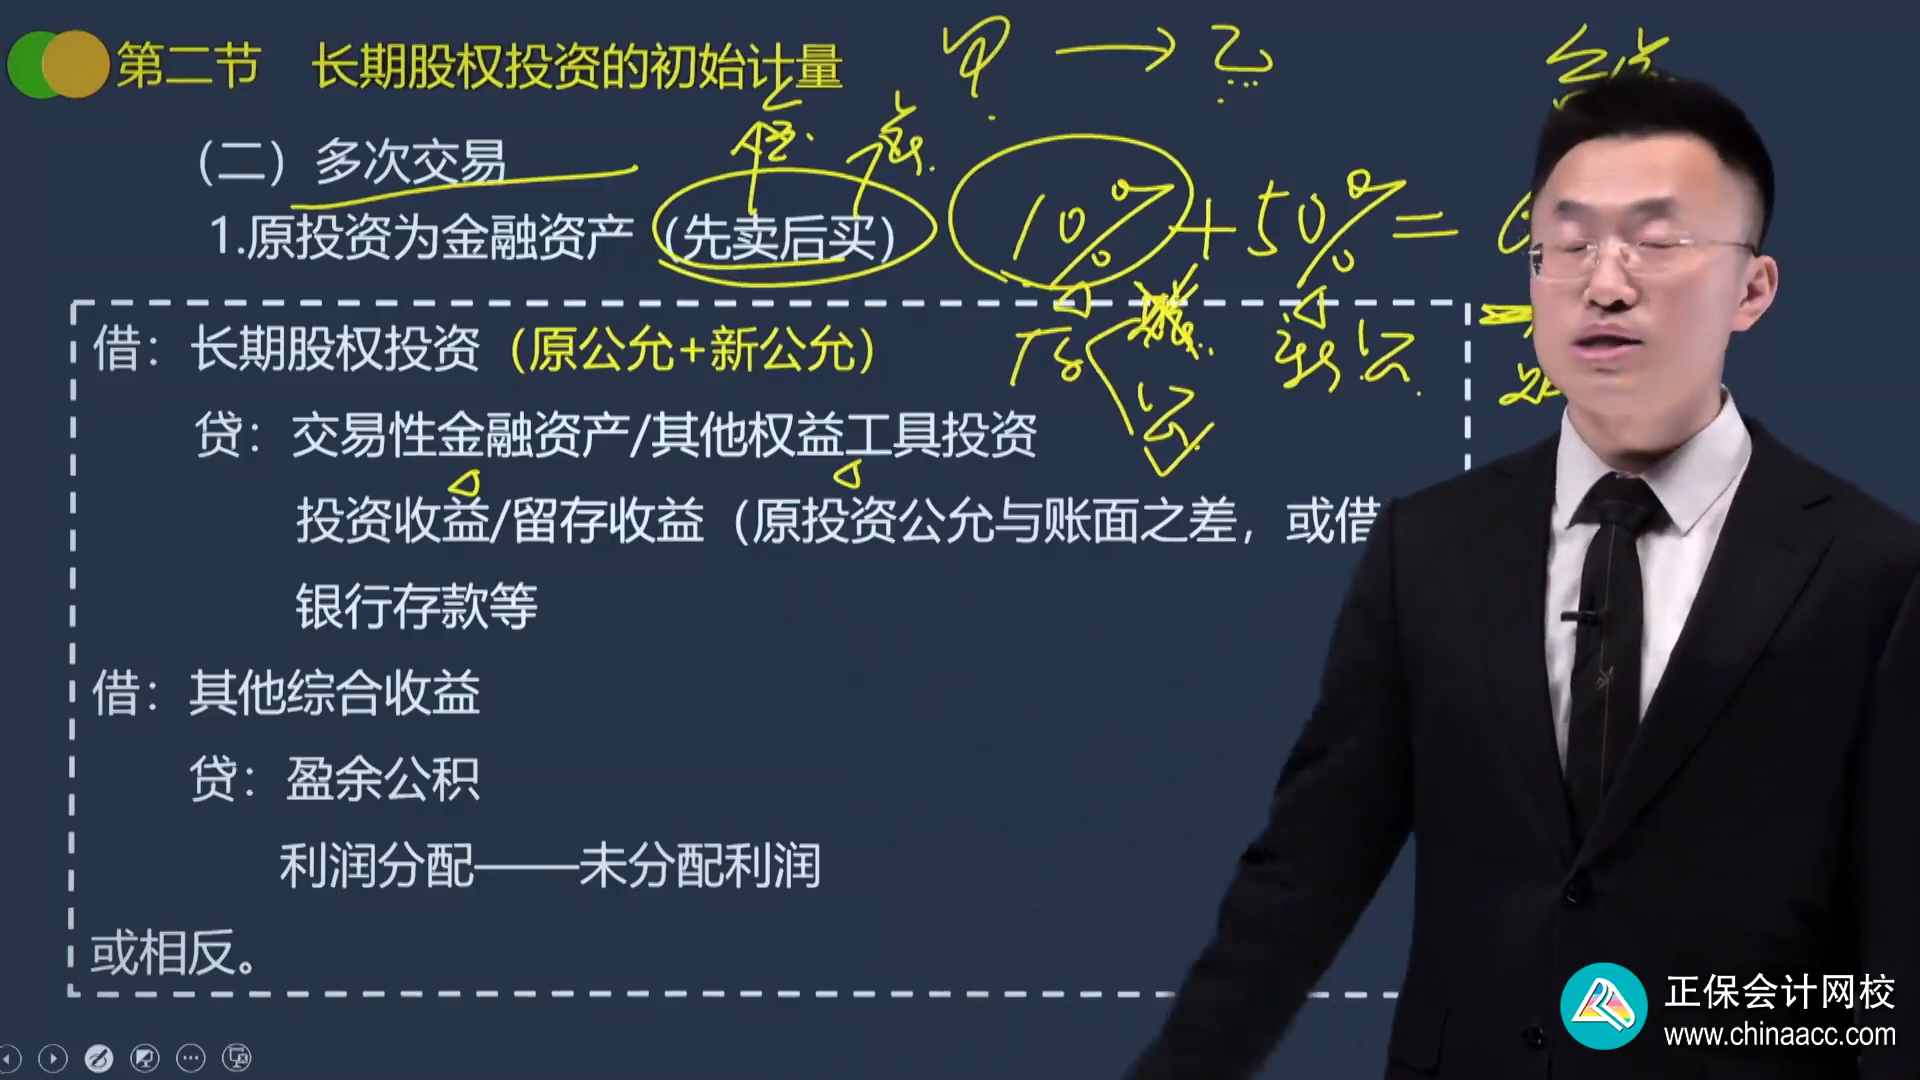 第二节 长期股权投资的初始计量
甲 → 乙
（二）多次交易
1.原投资为金融资产（先卖后买）
10% + 50% =
借：长期股权投资（原公允+新公允）
原
公
新公
贷：交易性金融资产/其他权益工具投资
投资收益/留存收益（原投资公允与账面之差，或借
银行存款等
借：其他综合收益
贷：盈余公积
利润分配——未分配利润
或相反。
正保会计网校
www.chinaacc.com